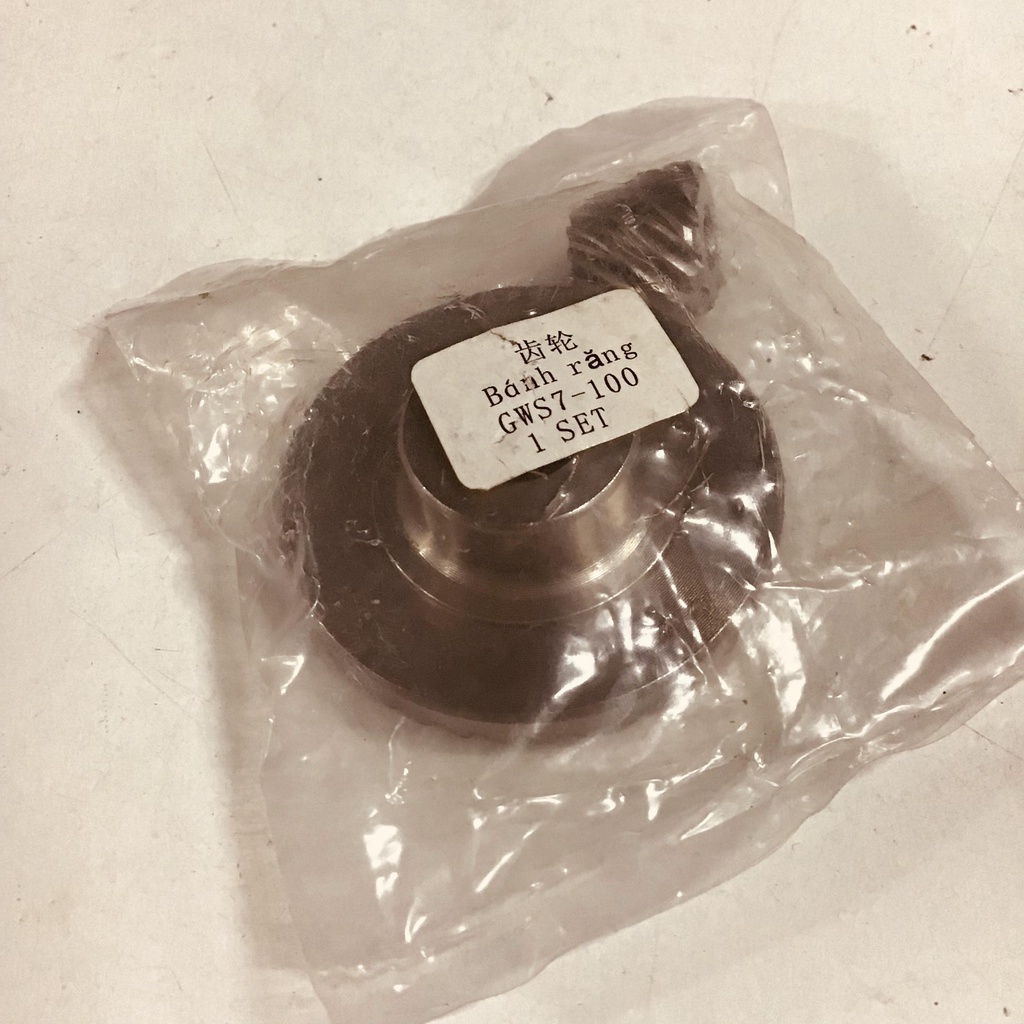 齿轮
Bánh răng
GWS7-100
1 SET